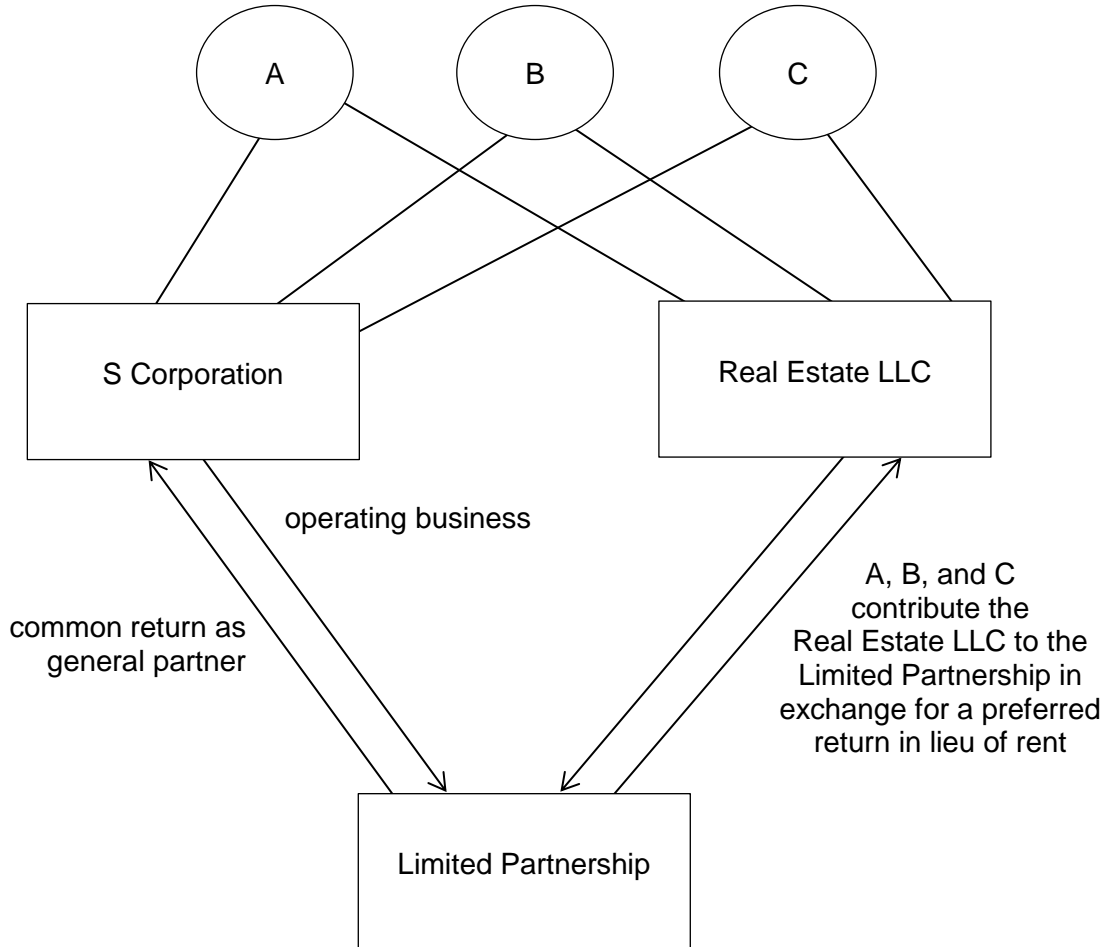 A
B
C
S Corporation
Real Estate LLC
operating business
common return as
general partner
A, B, and C
contribute the
Real Estate LLC to the
Limited Partnership in
exchange for a preferred
return in lieu of rent
Limited Partnership